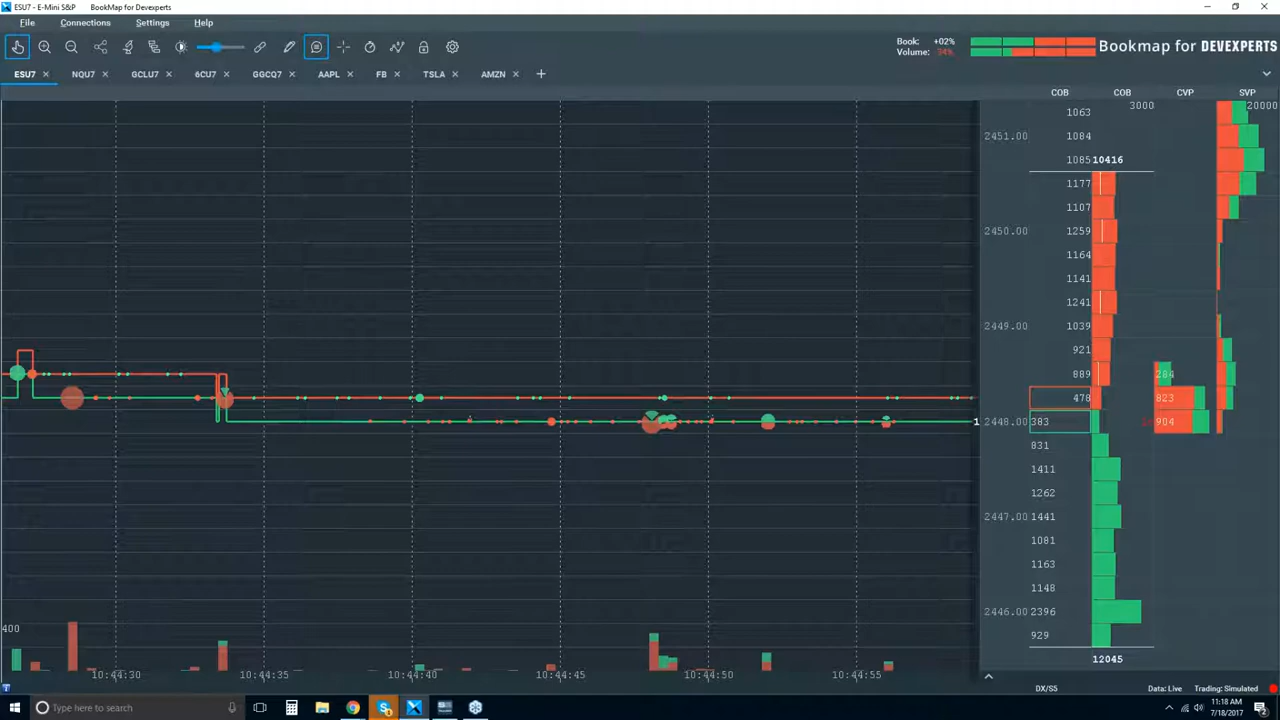 ESU7 - E-Mini S&P BookMap for Devexperts
File Connections Settings Help
Book: +02%
Volume: -34%
Bookmap for DEVEXPERTS
ESU7 NQU7 GCLU7 6CU7 GGCQ7 AAPL FB TSLA AMZN
COB COB CVP SVP
3000 20000
1063
2451.00 1084
1085 10416
1177
1107
2450.00 1259
1164
1141
1241
2449.00 1039
921
889 284
478 823
1 2448.00 383 904
831
1411
1262
2447.00 1441
1081
1163
1148
2446.00 2396
400 929
12045
10:44:30 10:44:35 10:44:40 10:44:45 10:44:50 10:44:55
DX/S5 Data: Live Trading: Simulated
Type here to search
11:18 AM
7/18/2017
2